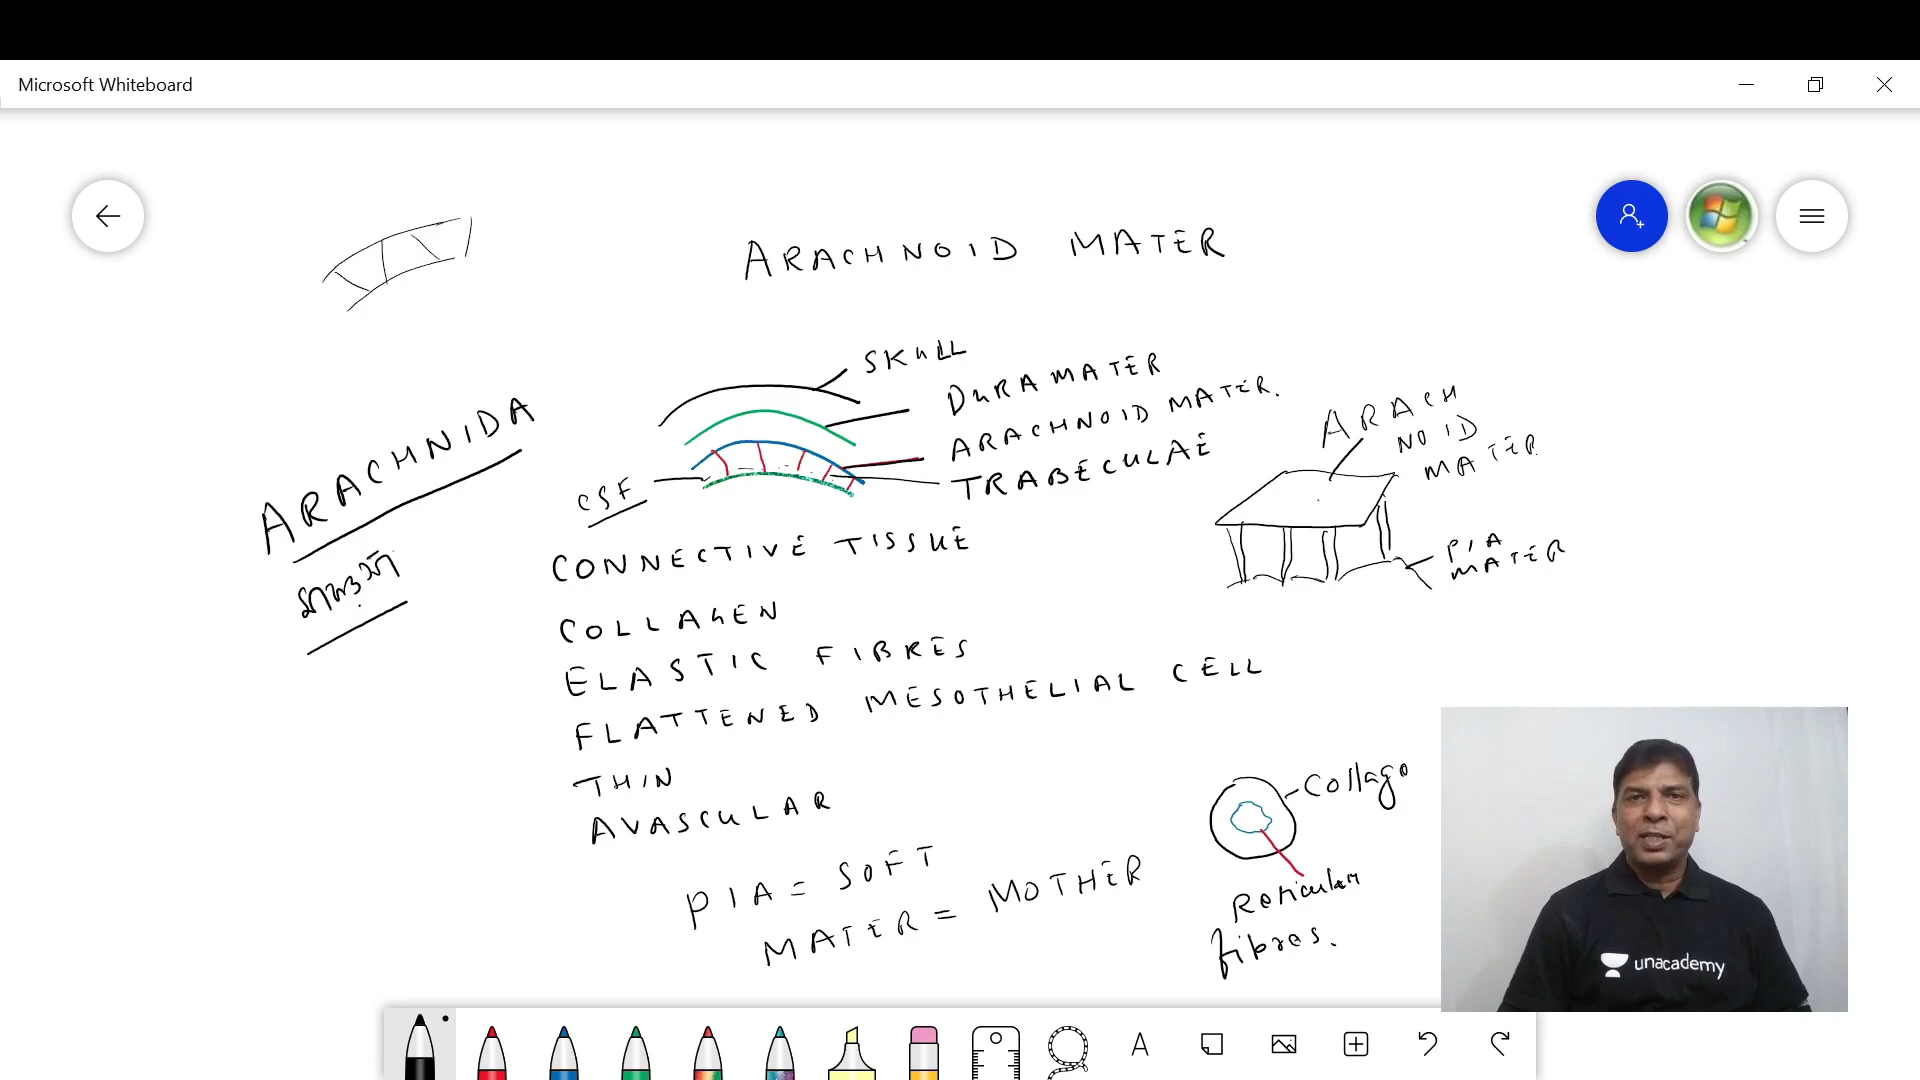 Microsoft Whiteboard
ARACHNOID MATER
SKULL
DURAMATER
ARACHNOID MATER.
TRABECULAE
CSF
ARACHNIDA
ARACH
NOID
MATER
PIA
MATER
CONNECTIVE TISSUE
COLLAGEN
ELASTIC FIBRES
FLATTENED MESOTHELIAL CELL
THIN
AVASCULAR
PIA = SOFT
MATER = MOTHER
Collage
Reticular
fibres.
unacademy
A